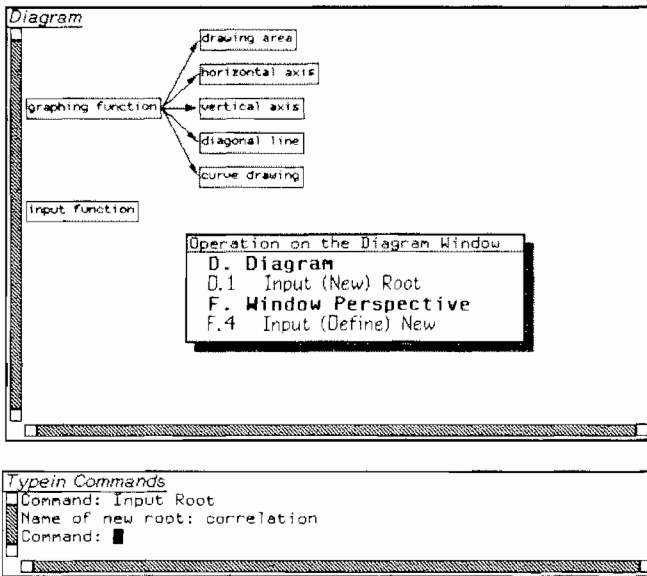 Diagram
drawing area
horizontal axis
graphing function
vertical axis
diagonal line
curve drawing
input function
Operation on the Diagram Window
D. Diagram
D.1 Input (New) Root
F. Window Perspective
F.4 Input (Define) New
Typein Commands
Command: Input Root
Name of new root: correlation
Command: